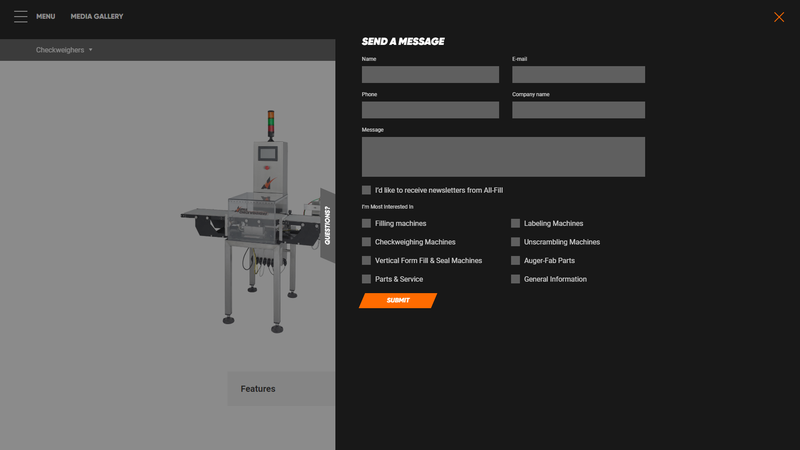 MENU
MEDIA GALLERY
Checkweighers
QUESTIONS?
Features
SEND A MESSAGE
Name
E-mail
Phone
Company name
Message
I'd like to receive newsletters from All-Fill
I'm Most Interested In
Filling machines
Labeling Machines
Checkweighing Machines
Unscrambling Machines
Vertical Form Fill & Seal Machines
Auger-Fab Parts
Parts & Service
General Information
SUBMIT